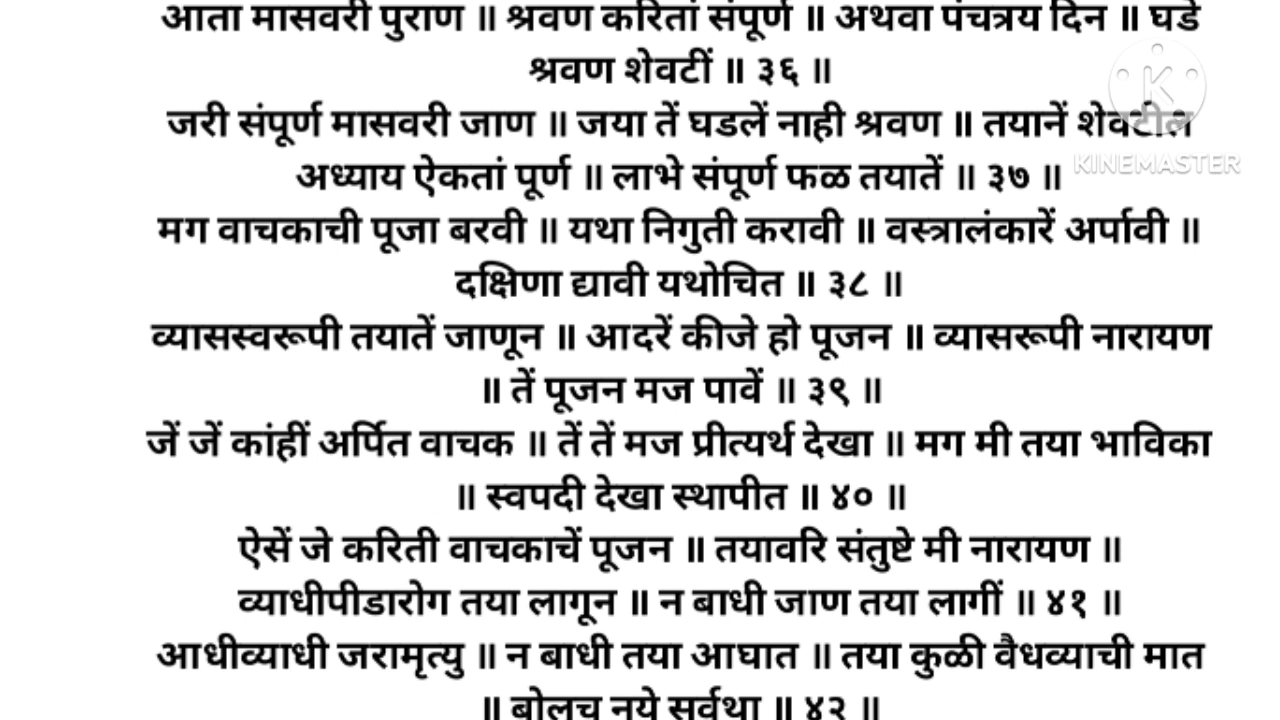 आता मासवरी पुराण ॥ श्रवण करितां संपूर्ण ॥ अथवा पंचत्रय दिन ॥ घडे
श्रवण शेवटीं ॥ ३६ ॥
जरी संपूर्ण मासवरी जाण ॥ जया तें घडलें नाही श्रवण ॥ तयानें शेवटील
अध्याय ऐकतां पूर्ण ॥ लाभे संपूर्ण फळ तयातें ॥ ३७ ॥
मग वाचकाची पूजा बरवी ॥ यथा निगुती करावी ॥ वस्त्रालंकारें अर्पावी ॥
दक्षिणा द्यावी यथोचित ॥ ३८ ॥
व्यासस्वरूपी तयातें जाणून ॥ आदरें कीजे हो पूजन ॥ व्यासरूपी नारायण
॥ तें पूजन मज पावें ॥ ३९ ॥
जें जें कांहीं अर्पित वाचक ॥ तें तें मज प्रीत्यर्थ देखा ॥ मग मी तया भाविका
॥ स्वपदी देखा स्थापीत ॥ ४० ॥
ऐसें जे करिती वाचकाचें पूजन ॥ तयावरि संतुष्टे मी नारायण ॥
व्याधीपीडारोग तया लागून ॥ न बाधी जाण तया लागीं ॥ ४१ ॥
आधीव्याधी जरामृत्यु ॥ न बाधी तया आघात ॥ तया कुळी वैधव्याची मात
॥ बोलूच नये सर्वथा ॥ ४२ ॥
K
KINEMASTER